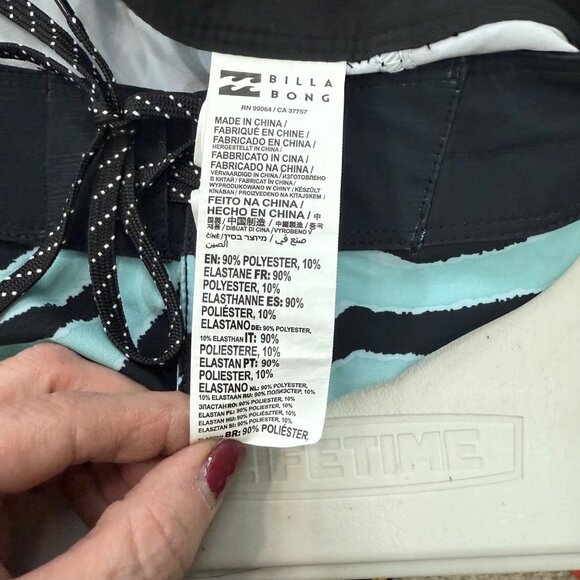 BILLA
BONG
RN 99064 / CA 37757
MADE IN CHINA /
FABRIQUÉ EN CHINE /
FABRICADO EN CHINA /
HERGESTELLT IN CHINA /
FABBRICATO IN CINA /
FABRICADO NA CHINA /
VERVAARDIGD IN CHINA / ИЗГОТОВЛЕНО
В КИТАЙ / FABRICAT ÎN CHINA /
WYPRODUKOWANO W CHINY / KÉSZÜLT
KÍNÁBAN / PROIZVEDENO NA KITAJSKEM /
FEITO NA CHINA /
HECHO EN CHINA / 中
国製 / 中国制造 / 中國製造 / 중국
/ DIBUAT DI CINA / VYROBENO V
ČÍNĚ / מיוצר בסין / صنع في
الصين
EN: 90% POLYESTER, 10%
ELASTANE FR: 90%
POLYESTER, 10%
ELASTHANNE ES: 90%
POLIÉSTER, 10%
ELASTANO DE: 90% POLYESTER,
10% ELASTHAN IT: 90%
POLIESTERE, 10%
ELASTAN PT: 90%
POLIÉSTER, 10%
ELASTANO NL: 90% POLYESTER,
10% ELASTAAN RU: 90% ПОЛИЭСТЕР, 10%
ЭЛАСТАН RO: 90% POLIESTER, 10%
ELASTAN PL: 90% POLIESTER, 10%
ELASTAN HU: 90% POLIÉSZTER, 10%
ELASZTÁN SI: 90% POLIESTER, 10%
ELASTAN BR: 90% POLIÉSTER,
LIFETIME